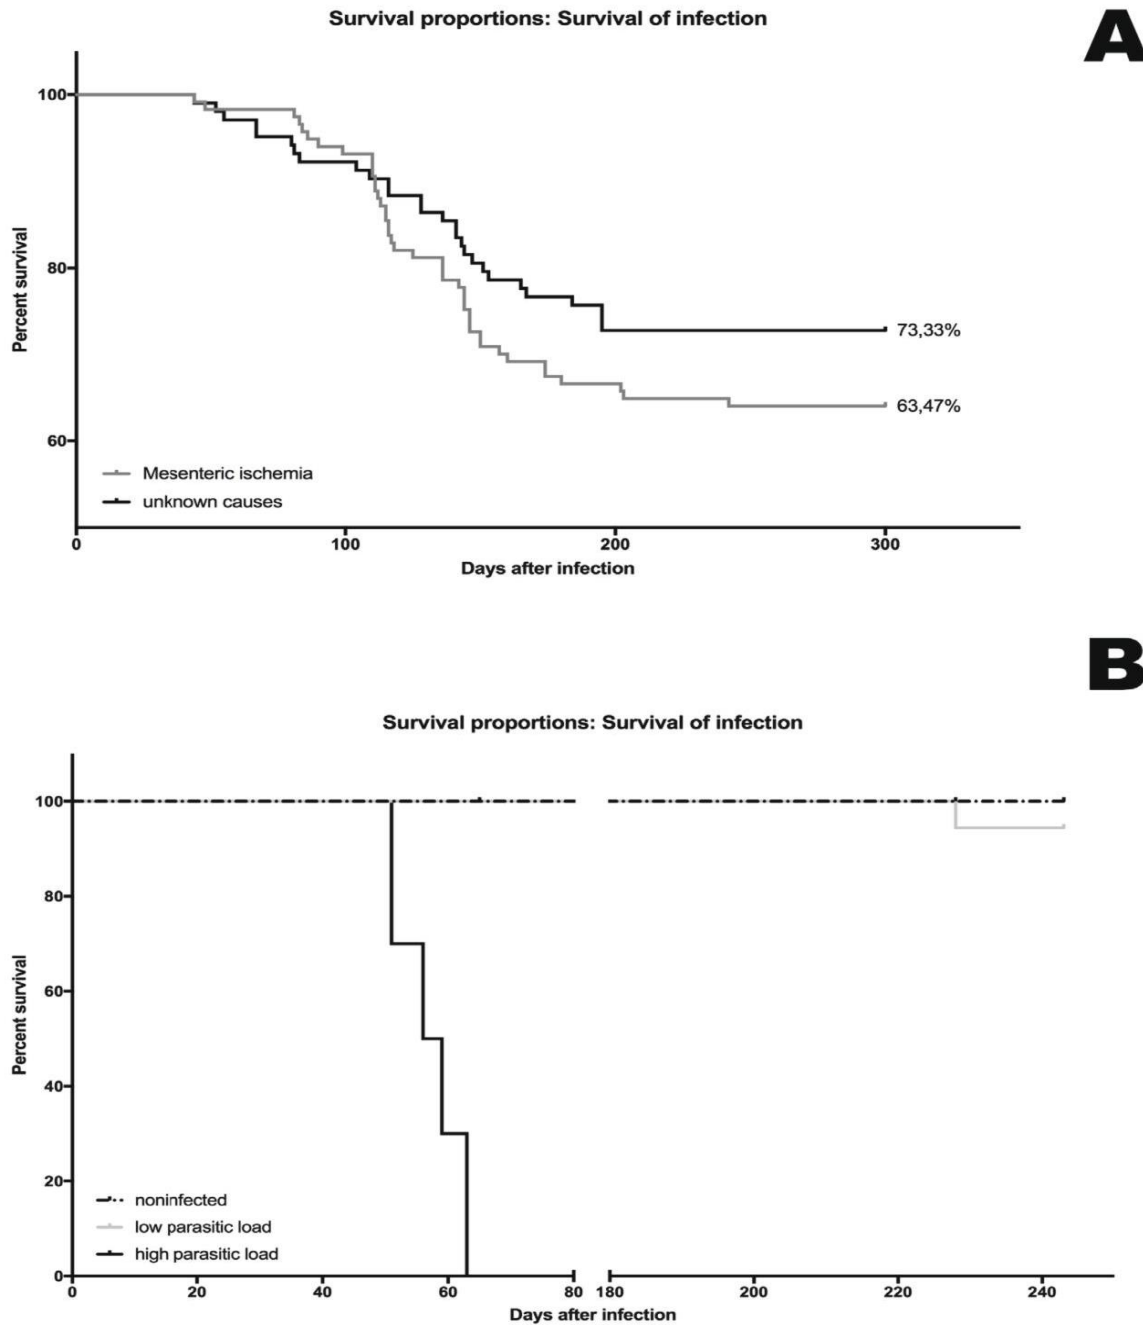 Survival proportions: Survival of infection
A
100
80
60
Percent survival
73,33%
63,47%
Mesenteric ischemia
unknown causes
0 100 200 300
Days after infection
B
Survival proportions: Survival of infection
100
80
60
40
20
0
Percent survival
noninfected
low parasitic load
high parasitic load
0 20 40 60 80 180 200 220 240
Days after infection